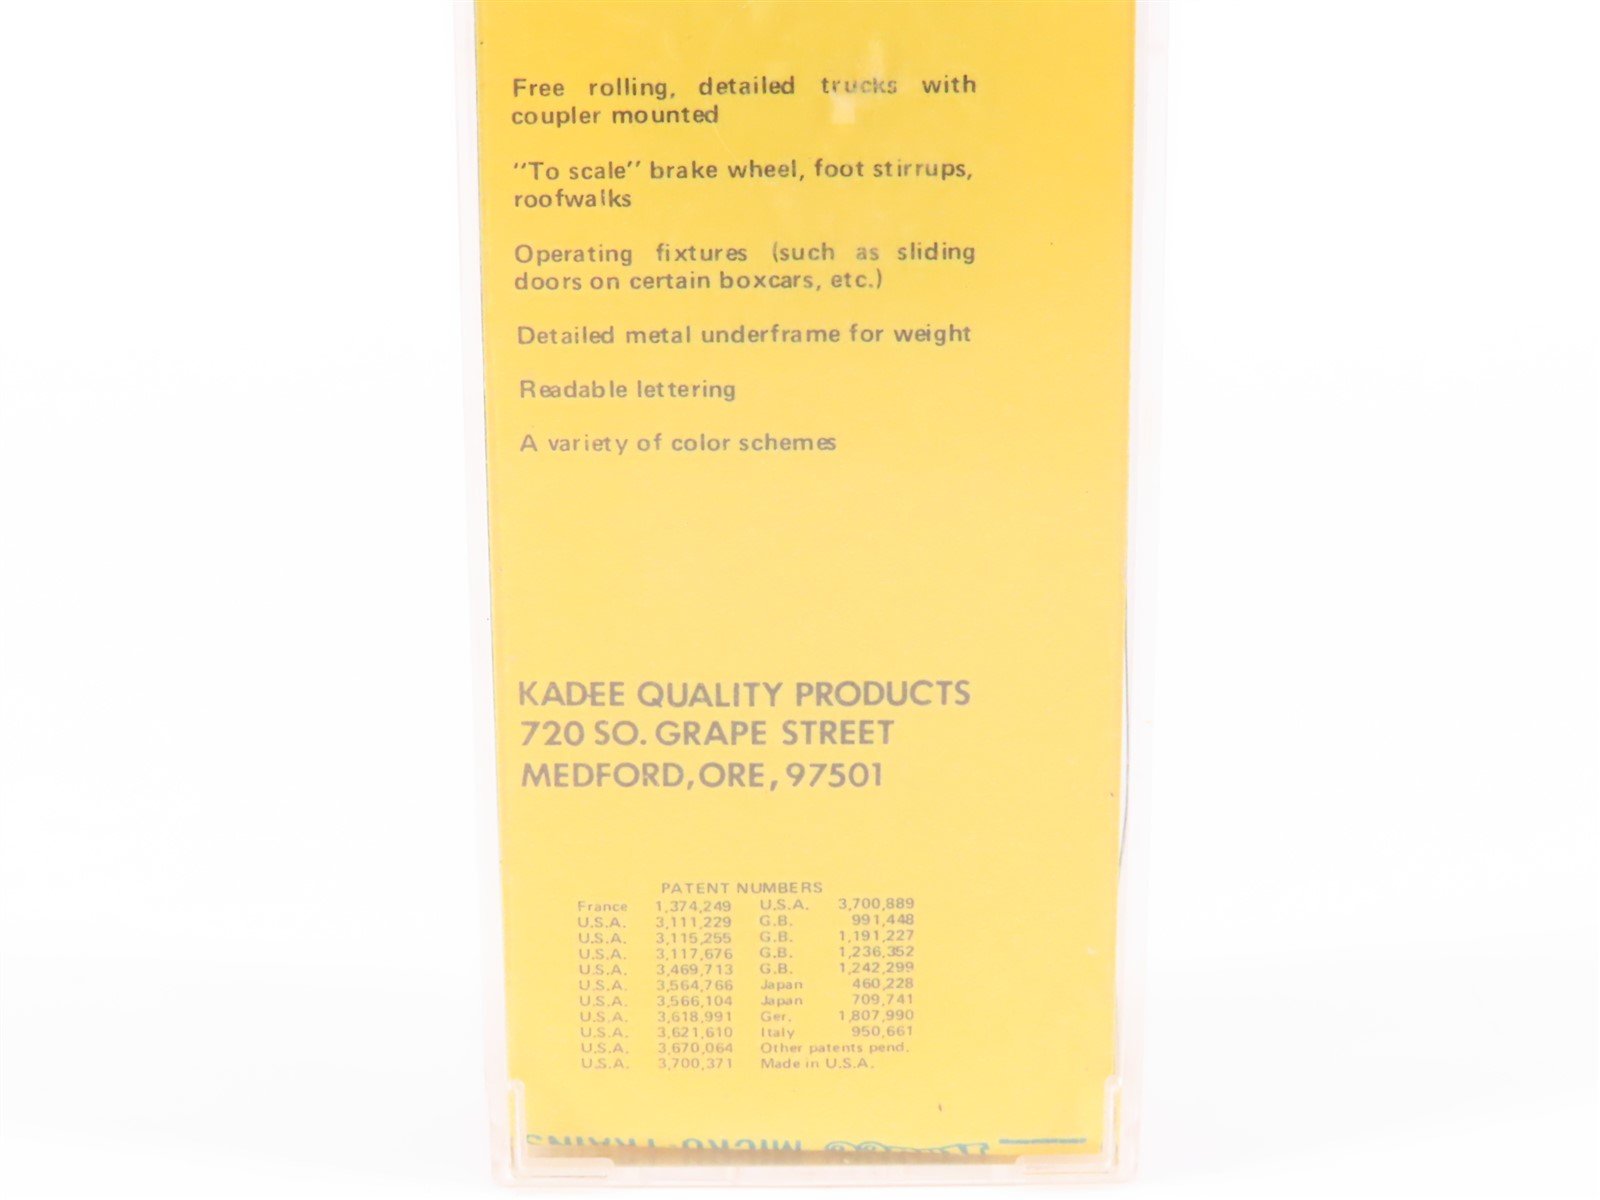 Free rolling, detailed trucks with
coupler mounted
"To scale" brake wheel, foot stirrups,
roofwalks
Operating fixtures (such as sliding
doors on certain boxcars, etc.)
Detailed metal underframe for weight
Readable lettering
A variety of color schemes
KADEE QUALITY PRODUCTS
720 SO. GRAPE STREET
MEDFORD, ORE, 97501
PATENT NUMBERS
France 1,374,249 U.S.A. 3,700,889
U.S.A. 3,111,229 G.B. 991,448
U.S.A. 3,115,255 G.B. 1,191,227
U.S.A. 3,117,676 G.B. 1,236,352
U.S.A. 3,469,713 G.B. 1,242,299
U.S.A. 3,564,766 Japan 460,228
U.S.A. 3,566,104 Japan 709,741
U.S.A. 3,618,991 Ger. 1,807,990
U.S.A. 3,621,610 Italy 950,661
U.S.A. 3,670,064 Other patents pend.
U.S.A. 3,700,371 Made in U.S.A.
MICRO-TRAINS